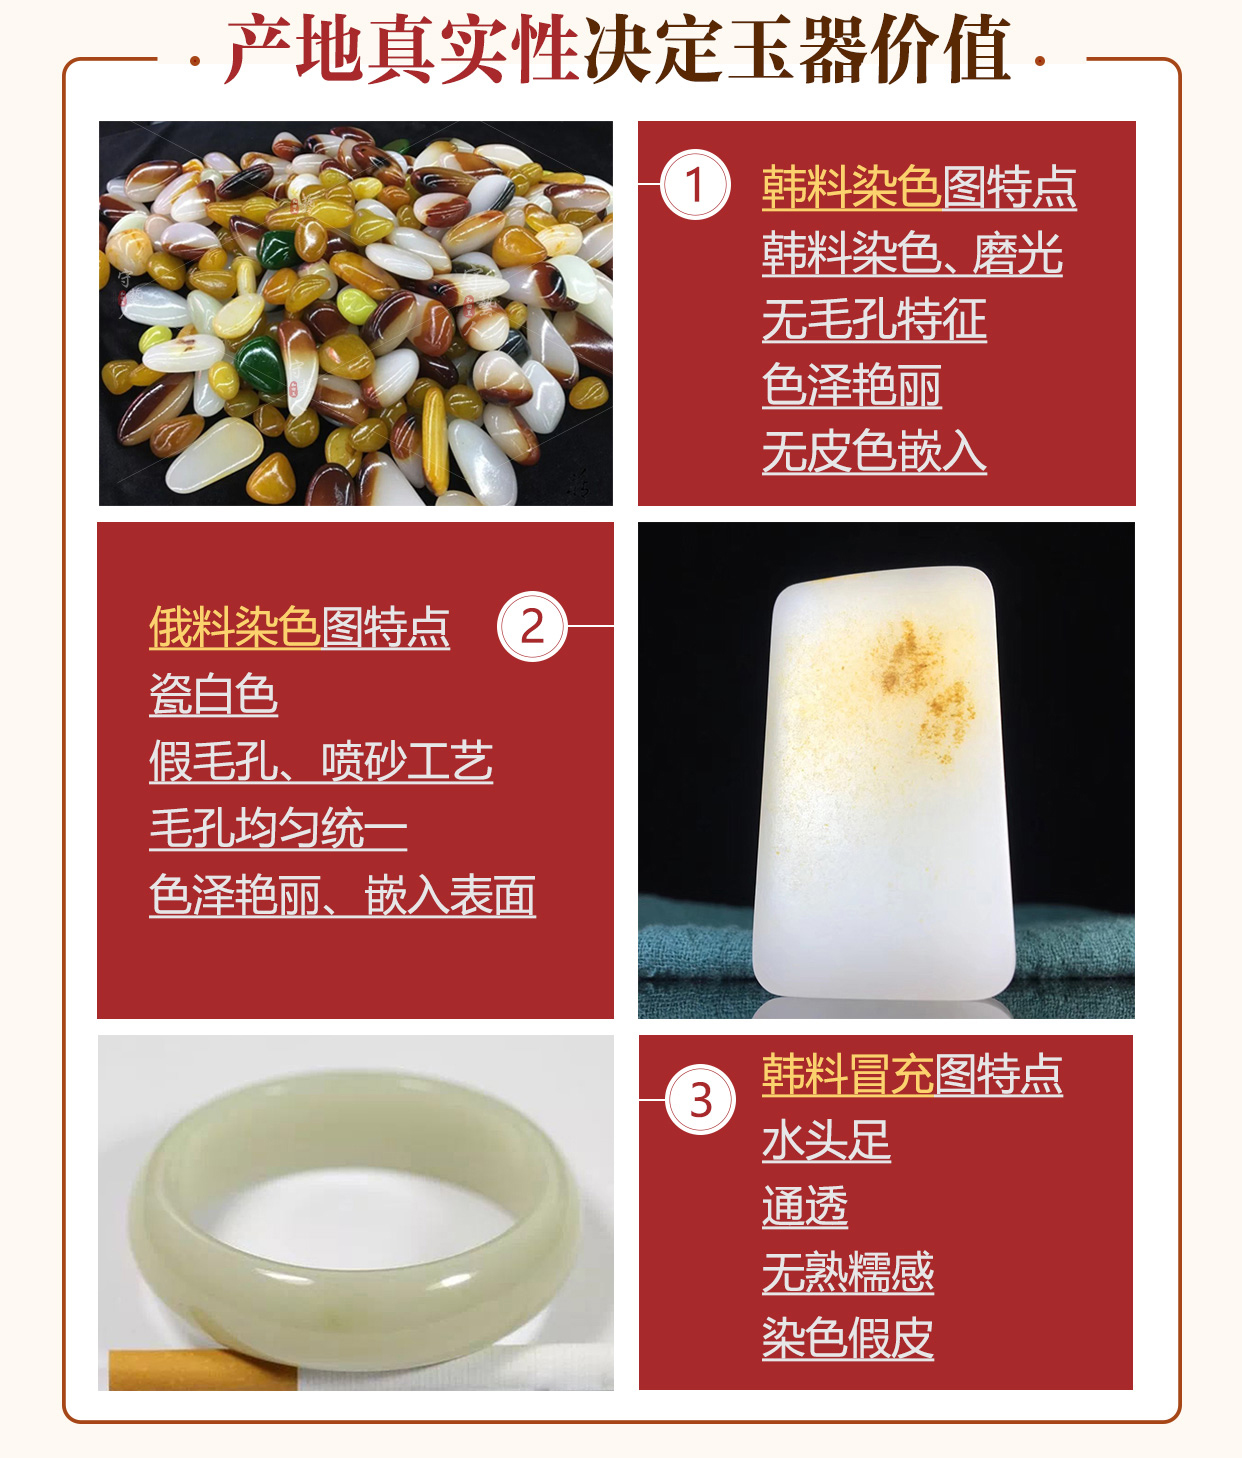 产地真实性决定玉器价值
1
韩料染色图特点
韩料染色、磨光
无毛孔特征
色泽艳丽
无皮色嵌入
俄料染色图特点
2
瓷白色
假毛孔、喷砂工艺
毛孔均匀统一
色泽艳丽、嵌入表面
3
韩料冒充图特点
水头足
通透
无熟糯感
染色假皮